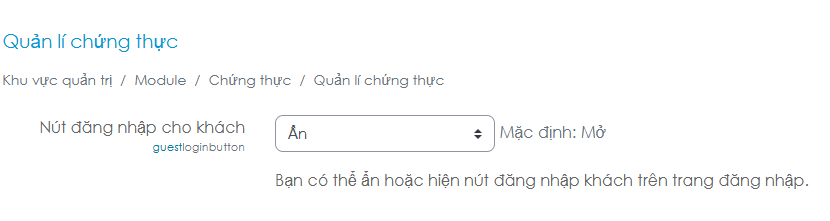 Quản lí chứng thực
Khu vực quản trị / Module / Chứng thực / Quản lí chứng thực
Nút đăng nhập cho khách
guestloginbutton
Ẩn
Mặc định: Mở
Bạn có thể ẩn hoặc hiện nút đăng nhập khách trên trang đăng nhập.